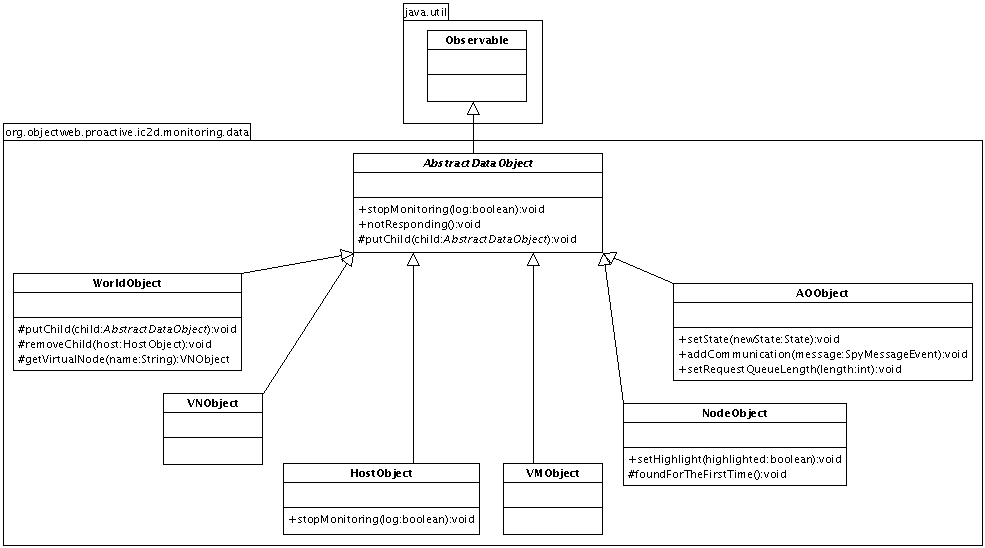 java.util
Observable
org.objectweb.proactive.ic2d.monitoring.data
AbstractDataObject
+stopMonitoring(log:boolean):void
+notResponding():void
#putChild(child:AbstractDataObject):void
WorldObject
#putChild(child:AbstractDataObject):void
#removeChild(host:HostObject):void
#getVirtualNode(name:String):VNObject
AOObject
+setState(newState:State):void
+addCommunication(message:SpyMessageEvent):void
+setRequestQueueLength(length:int):void
VNObject
NodeObject
+setHighlight(highlighted:boolean):void
#foundForTheFirstTime():void
HostObject
+stopMonitoring(log:boolean):void
VMObject